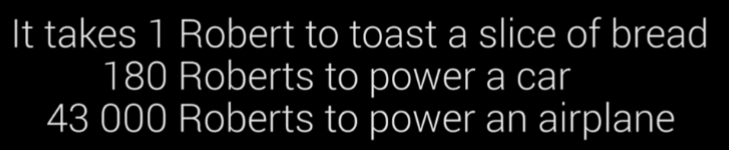 It takes 1 Robert to toast a slice of bread
180 Roberts to power a car
43 000 Roberts to power an airplane